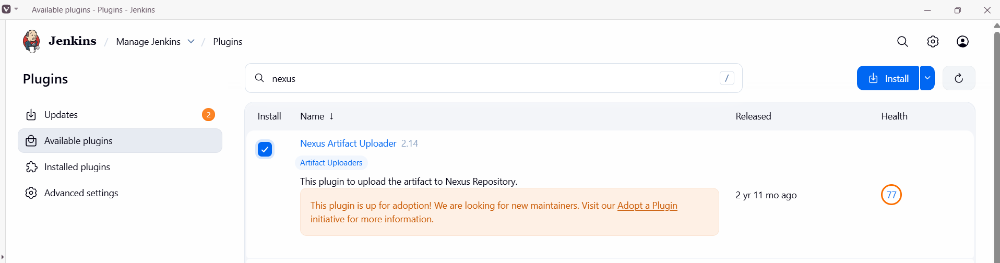 Available plugins - Plugins - Jenkins
Jenkins / Manage Jenkins / Plugins
Plugins
nexus /
Install
Updates 2
Available plugins
Installed plugins
Advanced settings
Install Name ↓ Released Health
Nexus Artifact Uploader 2.14
Artifact Uploaders
This plugin to upload the artifact to Nexus Repository.
This plugin is up for adoption! We are looking for new maintainers. Visit our Adopt a Plugin
initiative for more information.
2 yr 11 mo ago
77